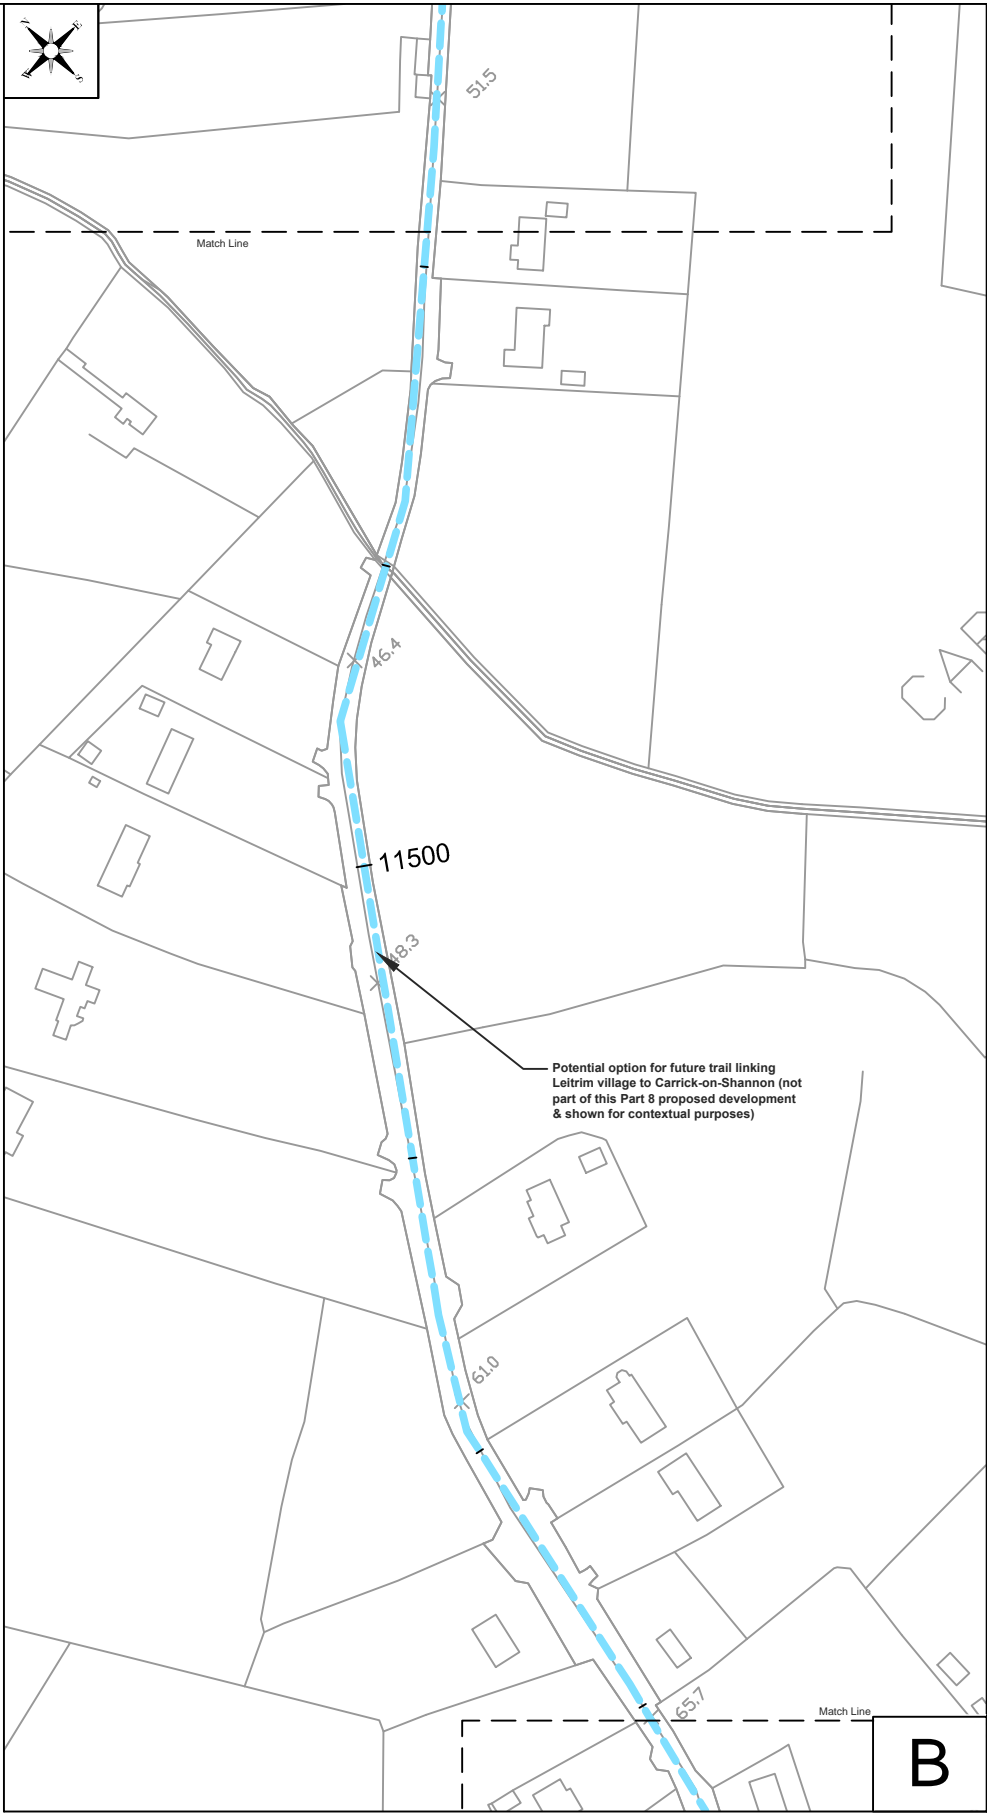 N
E
W
S
51.5
Match Line
46.4
CAR
11500
48.3
Potential option for future trail linking
Leitrim village to Carrick-on-Shannon (not
part of this Part 8 proposed development
& shown for contextual purposes)
61.0
65.7
Match Line
B